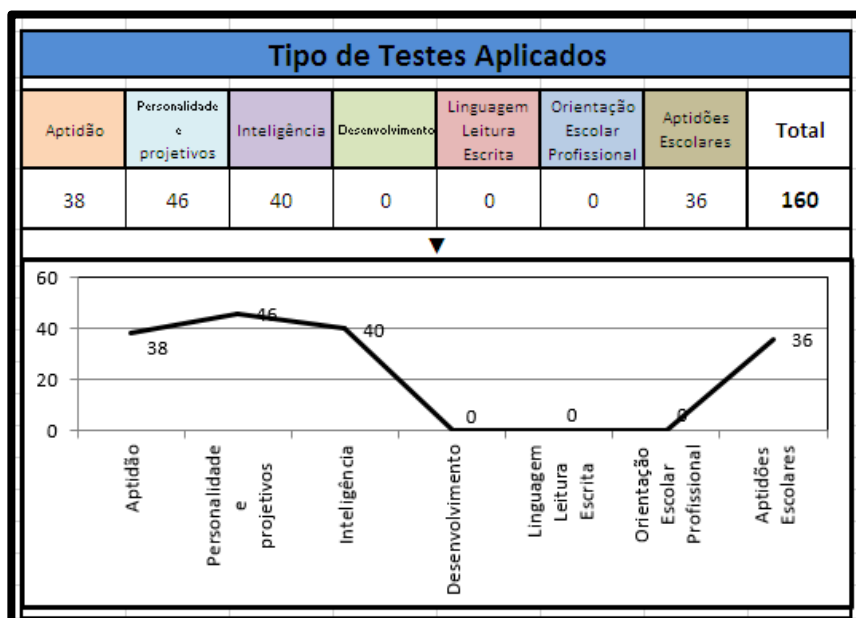 Tipo de Testes Aplicados
Aptidão
Personalidade
e
projetivos
Inteligência
Desenvolvimento
Linguagem
Leitura
Escrita
Orientação
Escolar
Profissional
Aptidões
Escolares
Total
38
46
40
0
0
0
36
160
60
40
20
0
38
46
40
0
0
0
36
Aptidão
Personalidade
e
projetivos
Inteligência
Desenvolvimento
Linguagem
Leitura
Escrita
Orientação
Escolar
Profissional
Aptidões
Escolares